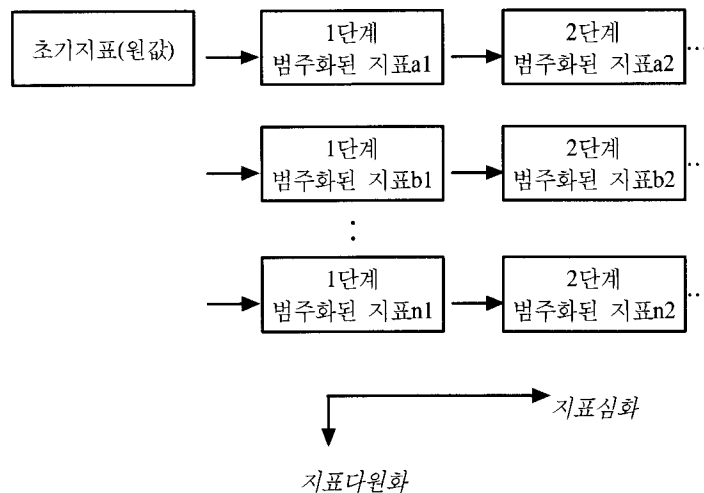 초기지표(원값)
1단계
범주화된 지표a1
2단계
범주화된 지표a2
...
1단계
범주화된 지표b1
2단계
범주화된 지표b2
...
1단계
범주화된 지표n1
2단계
범주화된 지표n2
...
지표심화
지표다원화